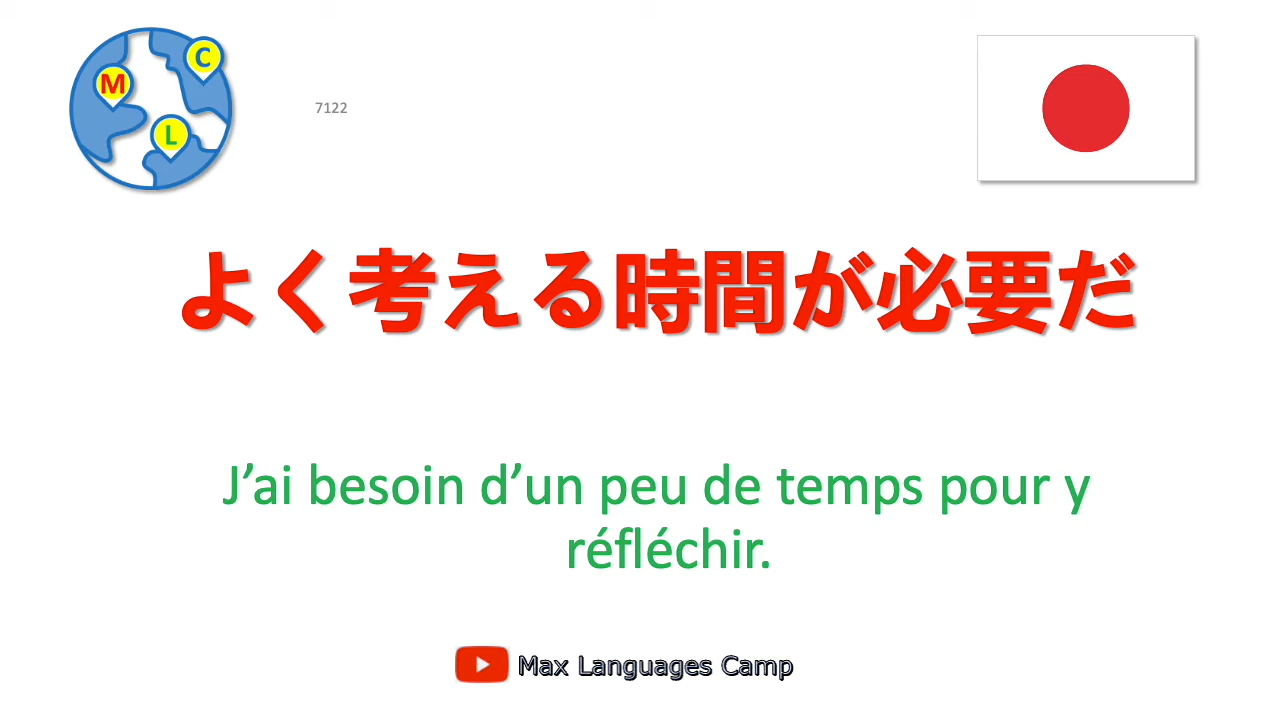 C
M
L
7122
よく考える時間が必要だ
J’ai besoin d’un peu de temps pour y
réfléchir.
Max Languages Camp